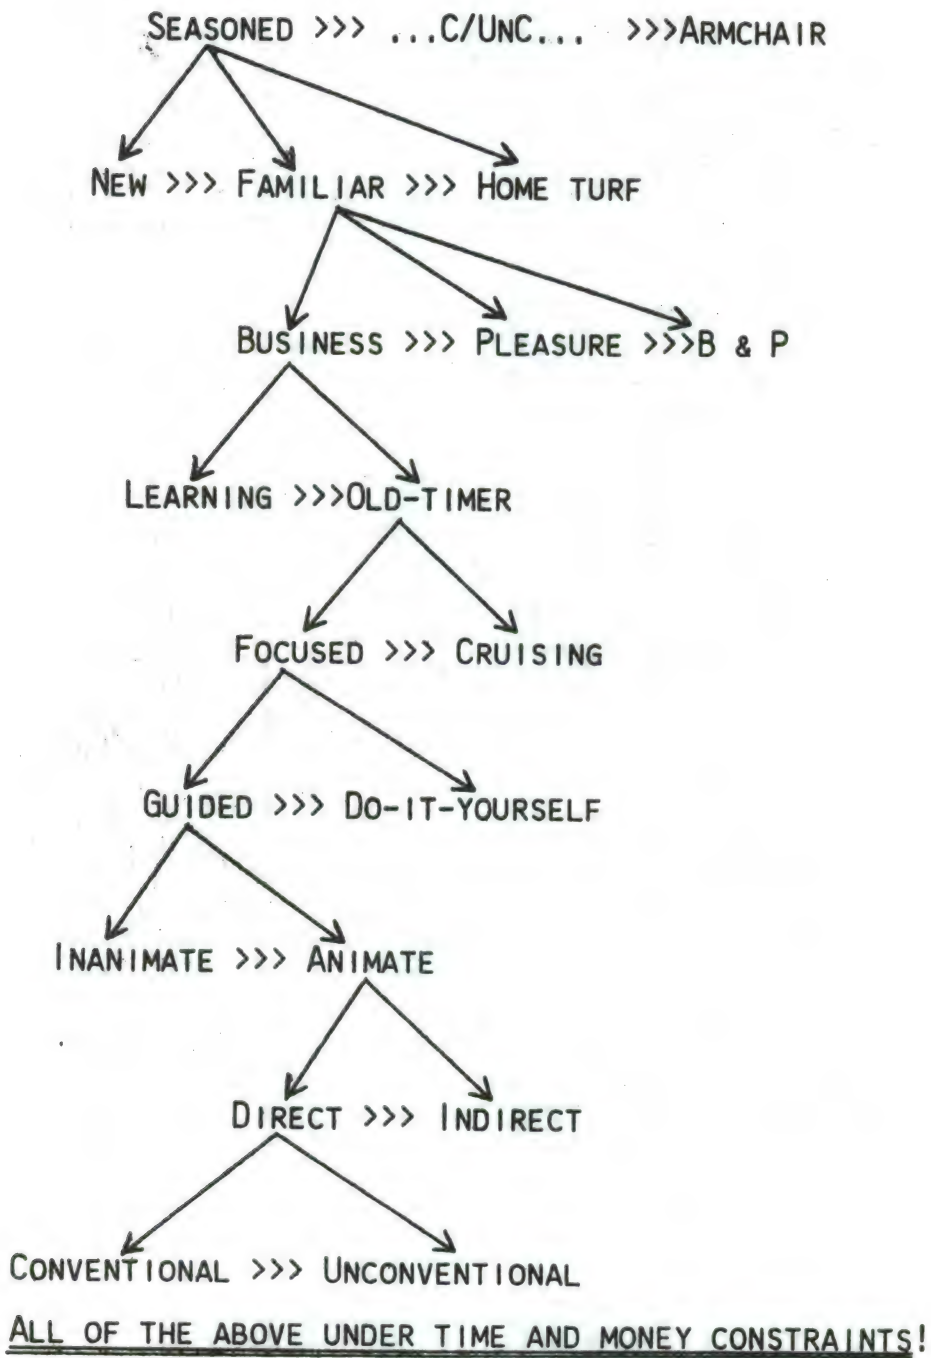 SEASONED >>> ...C/UNC... >>>ARMCHAIR
NEW >>> FAMILIAR >>> HOME TURF
BUSINESS >>> PLEASURE >>>B & P
LEARNING >>>OLD-TIMER
FOCUSED >>> CRUISING
GUIDED >>> DO-IT-YOURSELF
INANIMATE >>> ANIMATE
DIRECT >>> INDIRECT
CONVENTIONAL >>> UNCONVENTIONAL
ALL OF THE ABOVE UNDER TIME AND MONEY CONSTRAINTS!